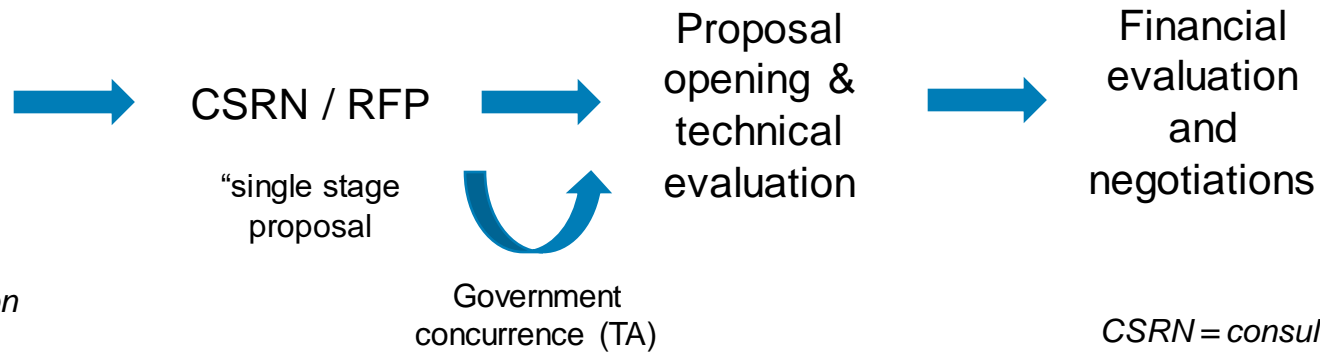 CSRN / RFP
“single stage
proposal
Proposal
opening &
technical
evaluation
Financial
evaluation
and
negotiations
Government
concurrence (TA)
CSRN = consul